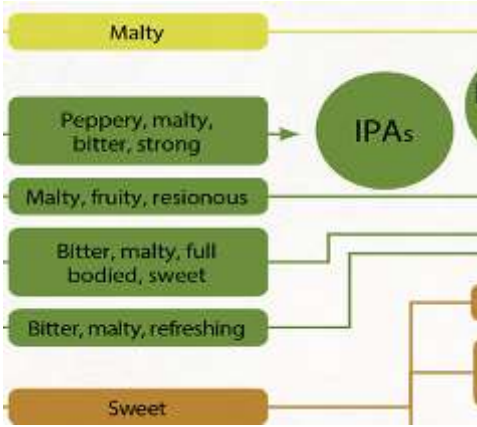 Malty
Peppery, malty,
bitter, strong
IPAs
Malty, fruity, resionous
Bitter, malty, full
bodied, sweet
Bitter, malty, refreshing
Sweet